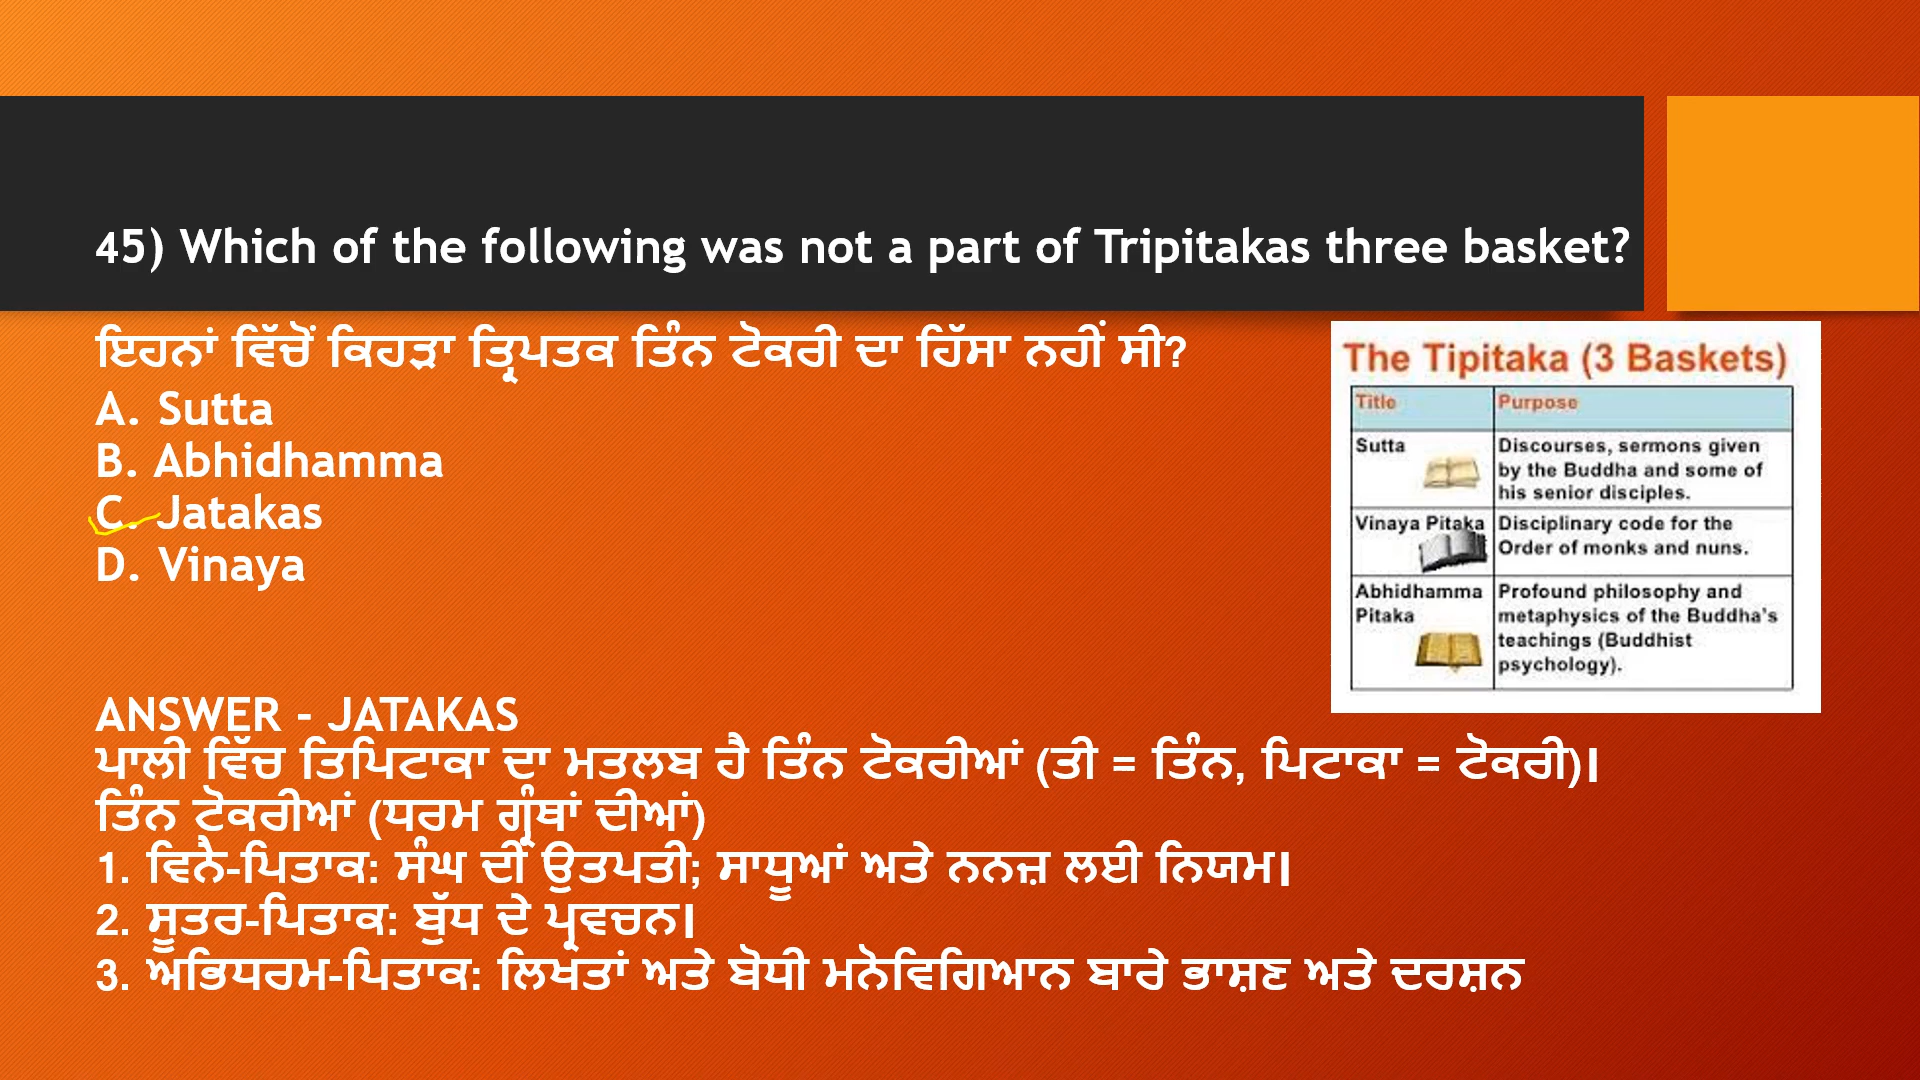 45) Which of the following was not a part of Tripitakas three basket?
ਇਹਨਾਂ ਵਿੱਚੋਂ ਕਿਹੜਾ ਤ੍ਰਿਪਤਕ ਤਿੰਨ ਟੋਕਰੀ ਦਾ ਹਿੱਸਾ ਨਹੀਂ ਸੀ?
A. Sutta
B. Abhidhamma
C. Jatakas
D. Vinaya
The Tipitaka (3 Baskets)
Title Purpose
Sutta Discourses, sermons given
by the Buddha and some of
his senior disciples.
Vinaya Pitaka Disciplinary code for the
Order of monks and nuns.
Abhidhamma Profound philosophy and
Pitaka metaphysics of the Buddha's
teachings (Buddhist
psychology).
ANSWER - JATAKAS
ਪਾਲੀ ਵਿੱਚ ਤਿਪਿਟਾਕਾ ਦਾ ਮਤਲਬ ਹੈ ਤਿੰਨ ਟੋਕਰੀਆਂ (ਤੀ = ਤਿੰਨ, ਪਿਟਾਕਾ = ਟੋਕਰੀ)।
ਤਿੰਨ ਟੋਕਰੀਆਂ (ਧਰਮ ਗ੍ਰੰਥਾਂ ਦੀਆਂ)
1. ਵਿਨੈ-ਪਿਤਾਕ: ਸੰਘ ਦੀ ਉਤਪਤੀ; ਸਾਧੂਆਂ ਅਤੇ ਨਨਜ਼ ਲਈ ਨਿਯਮ।
2. ਸੂਤਰ-ਪਿਤਾਕ: ਬੁੱਧ ਦੇ ਪ੍ਰਵਚਨ।
3. ਅਭਿਧਰਮ-ਪਿਤਾਕ: ਲਿਖਤਾਂ ਅਤੇ ਬੋਧੀ ਮਨੋਵਿਗਿਆਨ ਬਾਰੇ ਭਾਸ਼ਣ ਅਤੇ ਦਰਸ਼ਨ